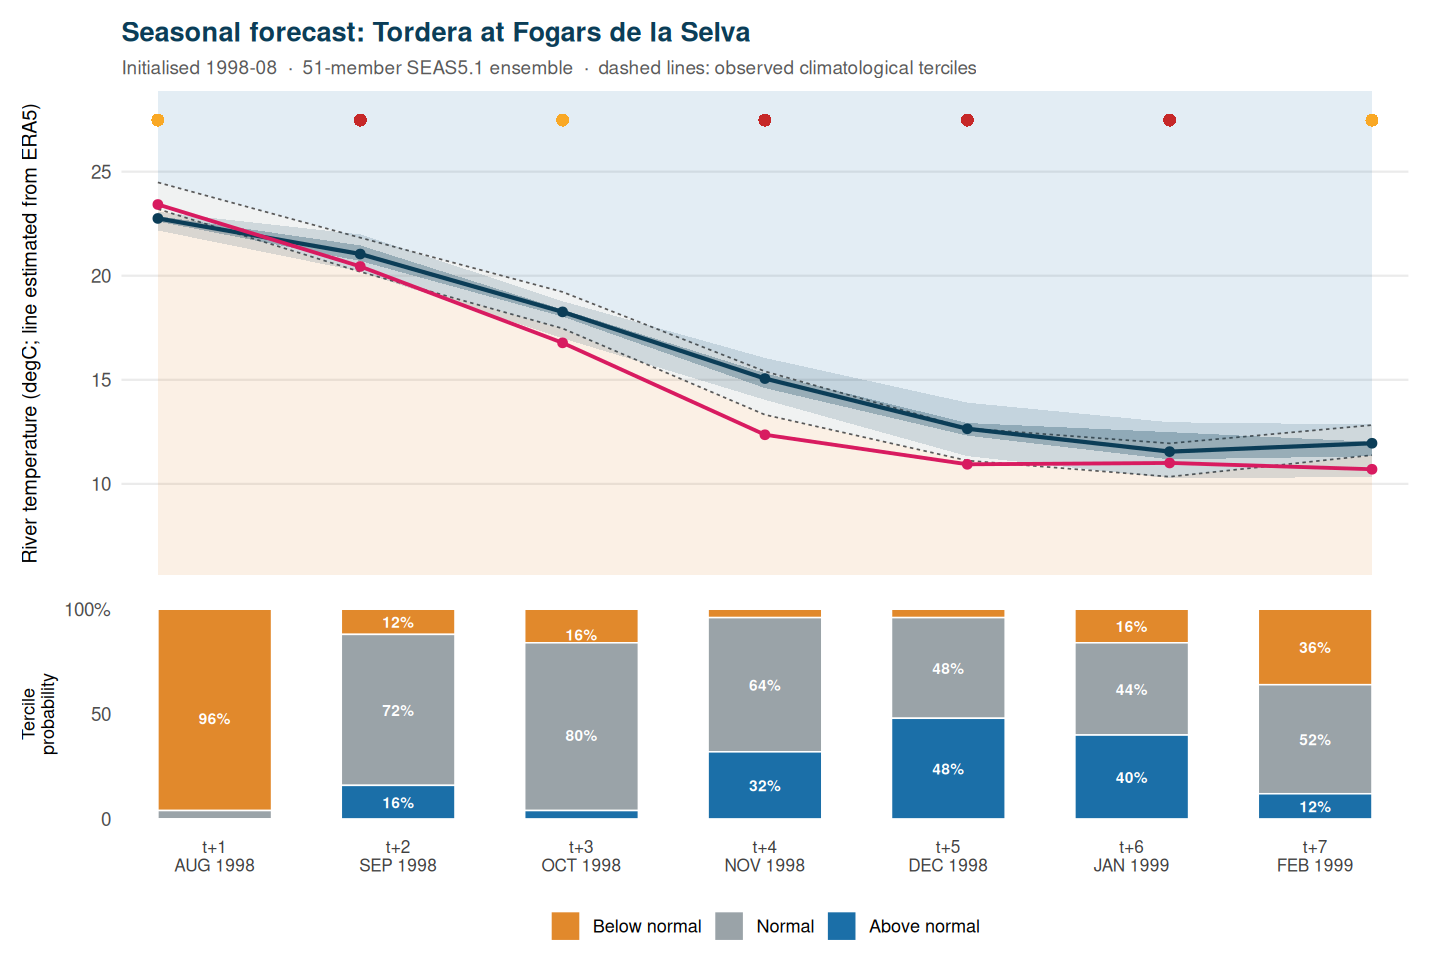 Seasonal forecast: Tordera at Fogars de la Selva
Initialised 1998-08 · 51-member SEAS5.1 ensemble · dashed lines: observed climatological terciles
River temperature (degC; line estimated from ERA5)
25
20
15
10
Tercile
probability
100%
50
0
96%
12%
72%
16%
16%
80%
64%
32%
48%
48%
16%
44%
40%
36%
52%
12%
t+1
AUG 1998
t+2
SEP 1998
t+3
OCT 1998
t+4
NOV 1998
t+5
DEC 1998
t+6
JAN 1999
t+7
FEB 1999
Below normal
Normal
Above normal